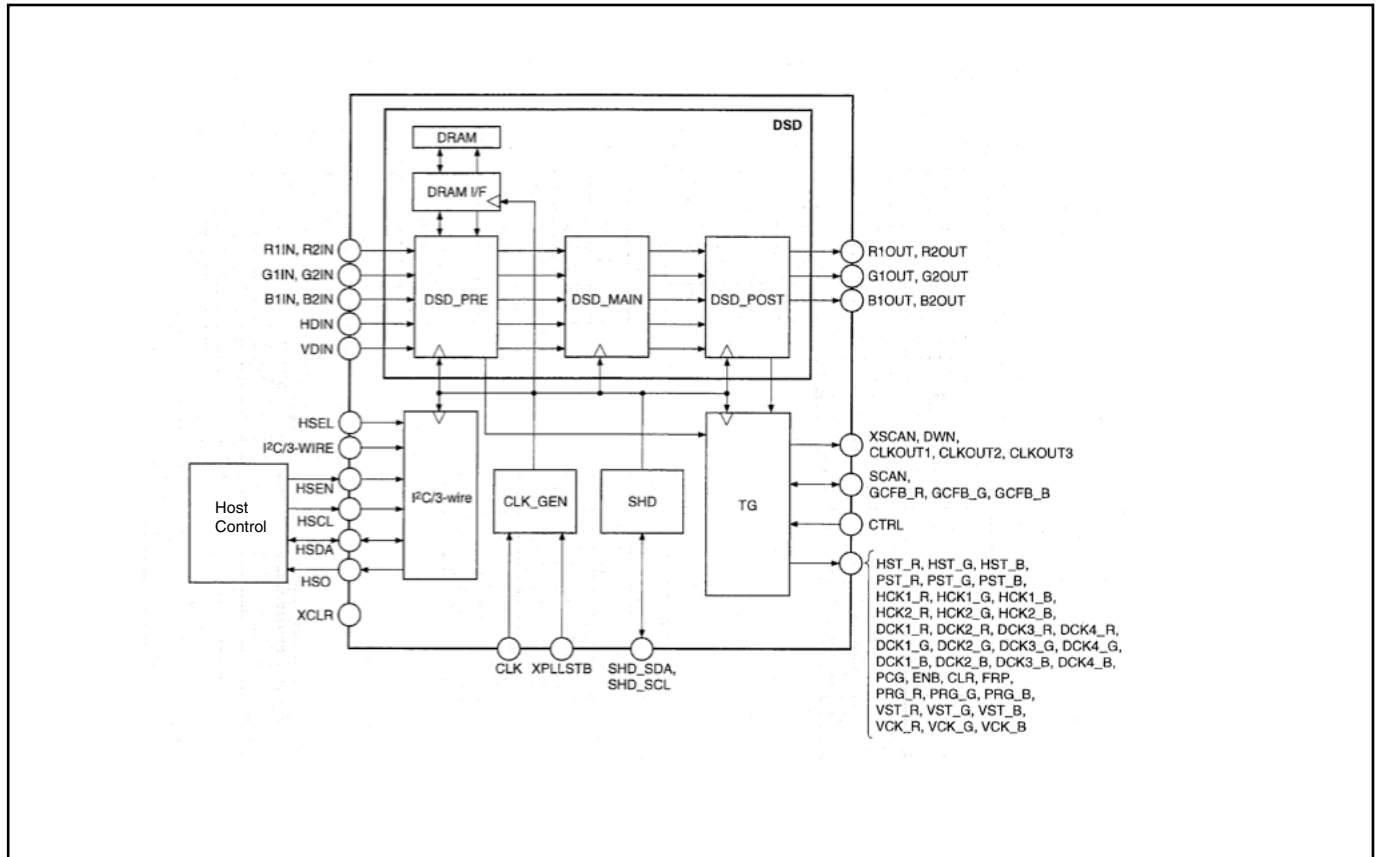 DSD
DRAM
DRAM I/F
R1IN, R2IN
G1IN, G2IN
B1IN, B2IN
HDIN
VDIN
DSD_PRE
DSD_MAIN
DSD_POST
R1OUT, R2OUT
G1OUT, G2OUT
B1OUT, B2OUT
HSEL
I²C/3-WIRE
HSEN
HSCL
HSDA
HSO
XCLR
Host
Control
I²C/3-wire
CLK_GEN
SHD
TG
XSCAN, DWN,
CLKOUT1, CLKOUT2, CLKOUT3
SCAN,
GCFB_R, GCFB_G, GCFB_B
CTRL
HST_R, HST_G, HST_B,
PST_R, PST_G, PST_B,
HCK1_R, HCK1_G, HCK1_B,
HCK2_R, HCK2_G, HCK2_B,
DCK1_R, DCK2_R, DCK3_R, DCK4_R,
DCK1_G, DCK2_G, DCK3_G, DCK4_G,
DCK1_B, DCK2_B, DCK3_B, DCK4_B,
PCG, ENB, CLR, FRP,
PRG_R, PRG_G, PRG_B,
VST_R, VST_G, VST_B,
VCK_R, VCK_G, VCK_B
CLK
XPLLSTB
SHD_SDA,
SHD_SCL